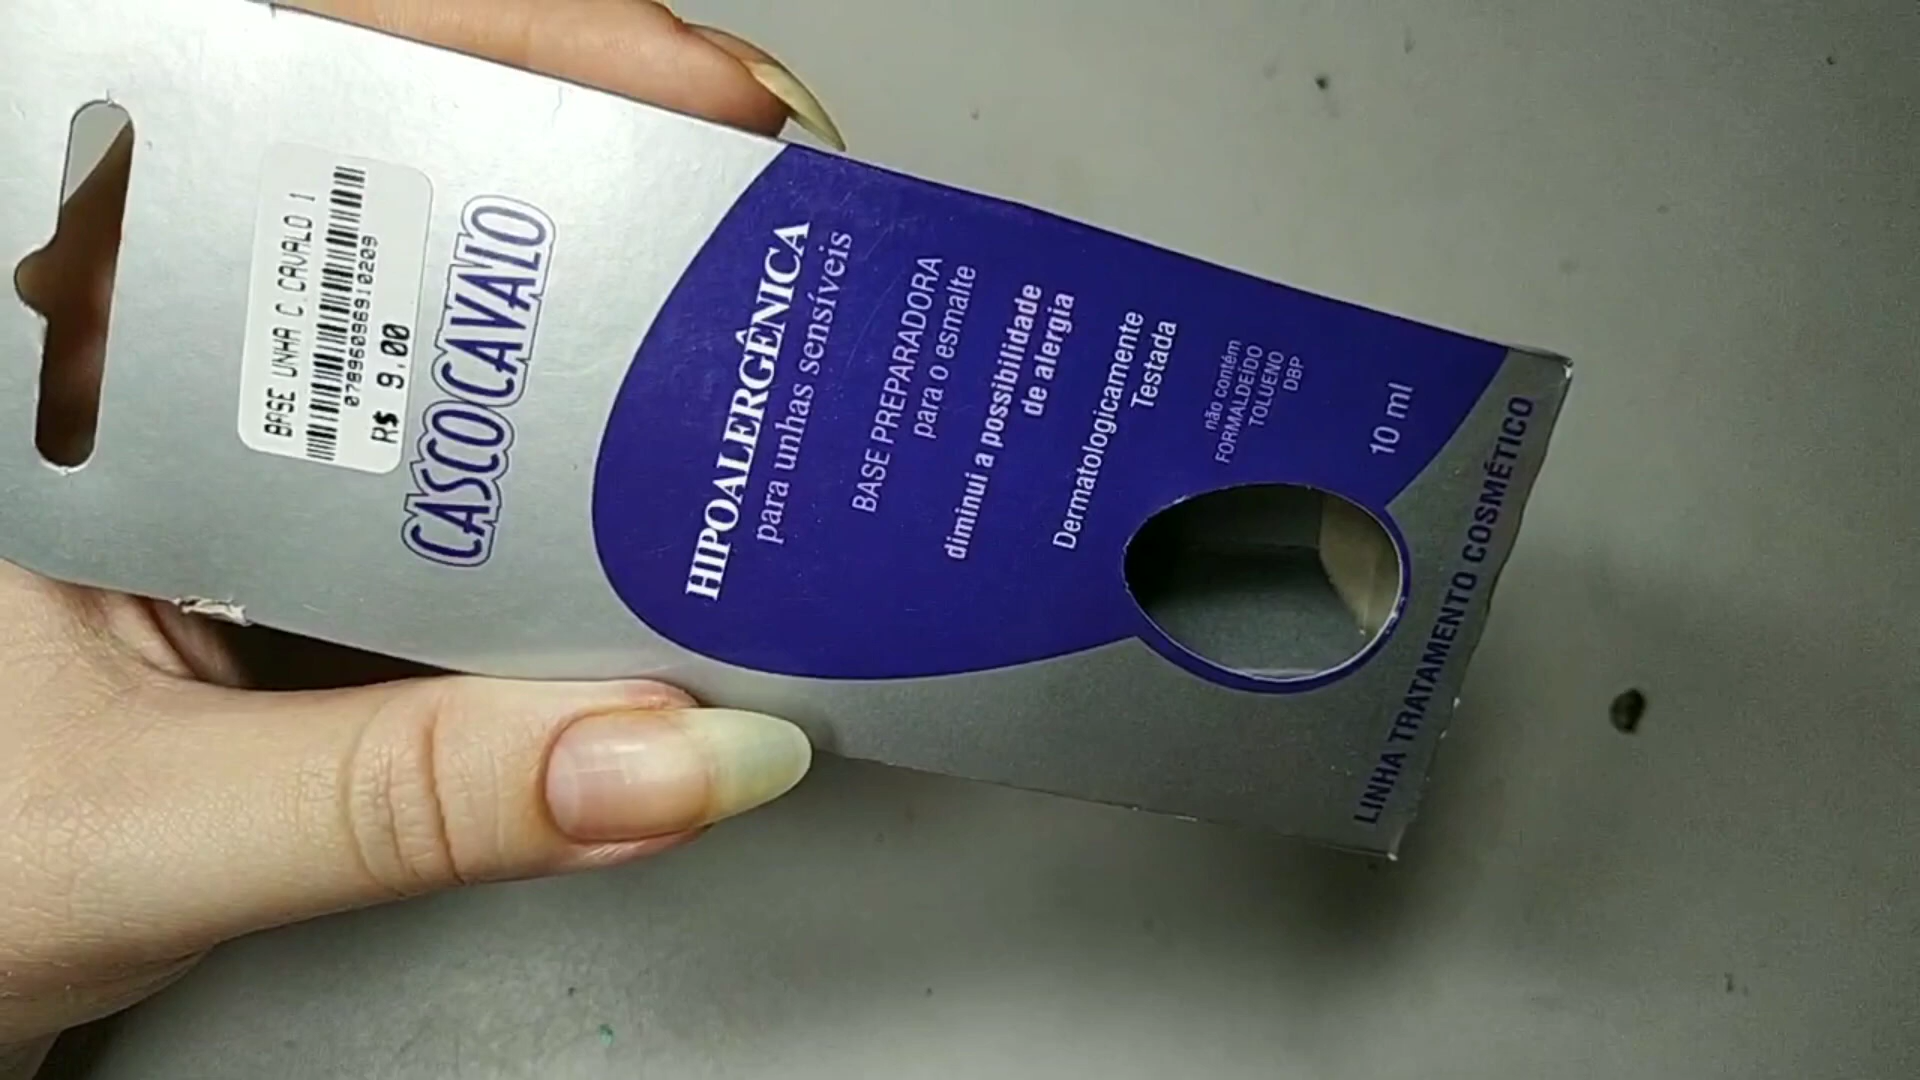 BASE UNHA C.CAVALO 1
07896096910209
R$ 9,00
CASCO CAVALO
HIPOALERGÊNICA
para unhas sensíveis
BASE PREPARADORA
para o esmalte
diminui a possibilidade
de alergia
Dermatologicamente
Testada
não contém
FORMALDEÍDO
TOLUENO
DBP
10 ml
LINHA TRATAMENTO COSMÉTICO